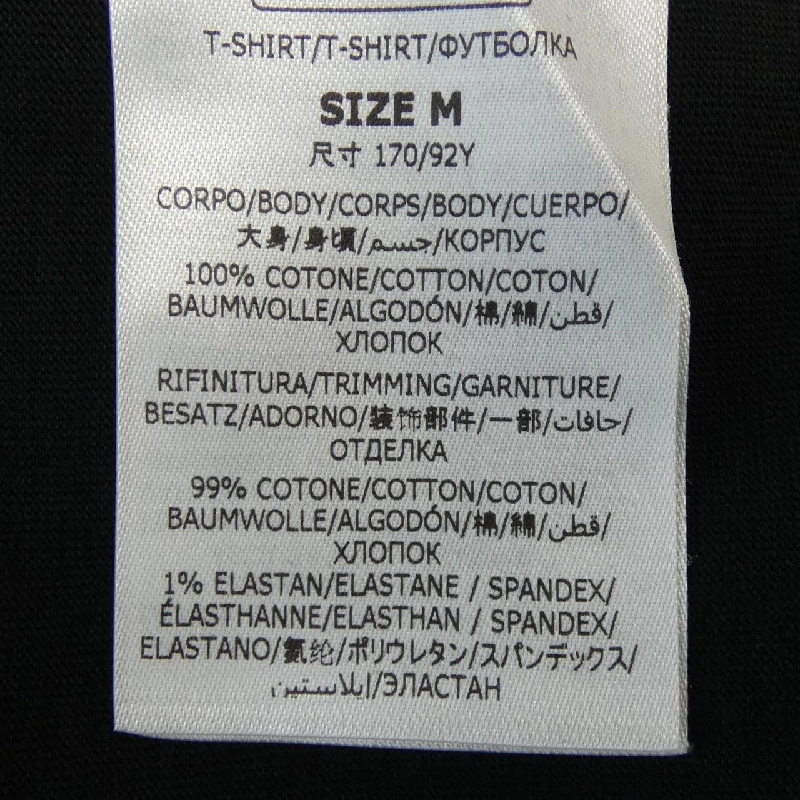 T-SHIRT/T-SHIRT/ФУТБОЛКА
SIZE M
尺寸 170/92Y
CORPO/BODY/CORPS/BODY/CUERPO/
大身/身頃/جسم/КОРПУС
100% COTONE/COTTON/COTON/
BAUMWOLLE/ALGODÓN/棉/綿/قطن/
ХЛОПОК
RIFINITURA/TRIMMING/GARNITURE/
BESATZ/ADORNO/装饰部件/一部/حافات/
ОТДЕЛКА
99% COTONE/COTTON/COTON/
BAUMWOLLE/ALGODÓN/棉/綿/قطن/
ХЛОПОК
1% ELASTAN/ELASTANE / SPANDEX/
ÉLASTHANNE/ELASTHAN / SPANDEX/
ELASTANO/氨纶/ポリウレタン/スパンデックス/
إيلاستين/ЭЛАСТАН